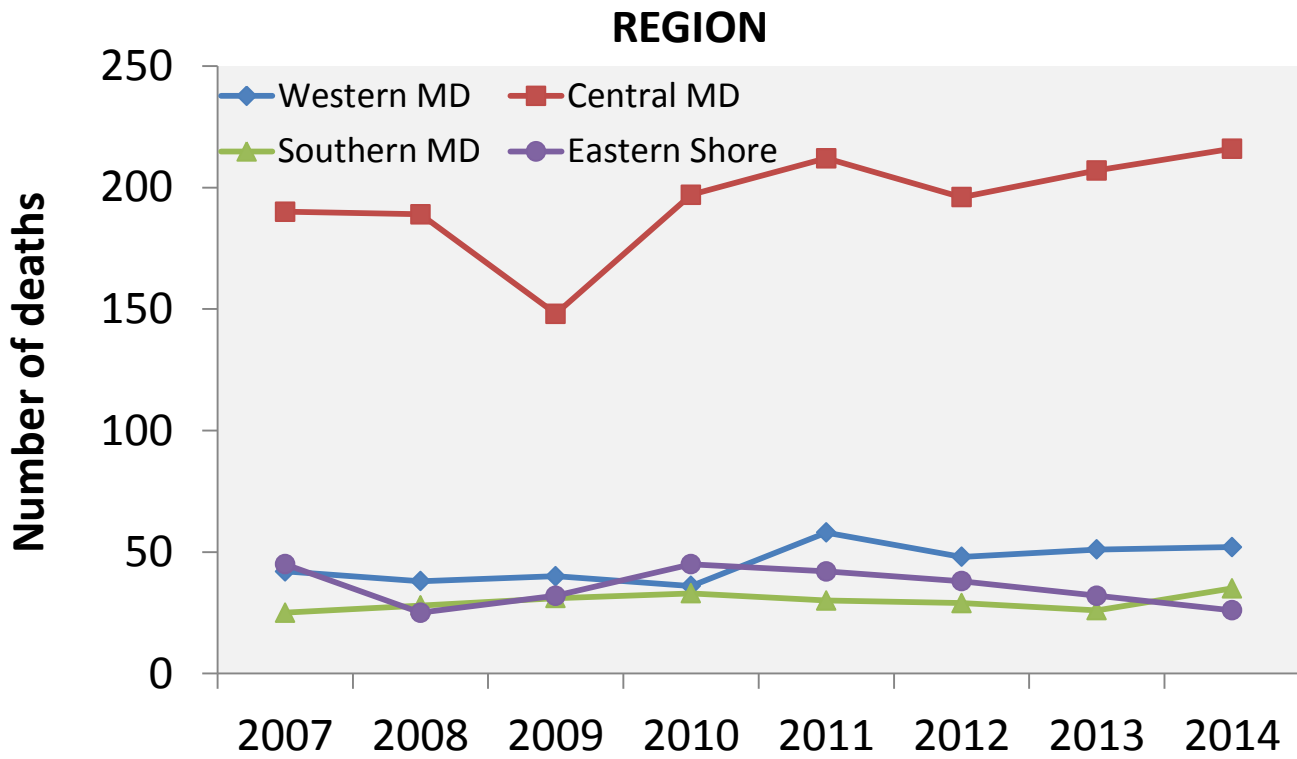 REGION
Western MD
Central MD
Southern MD
Eastern Shore
Number of deaths
250
200
150
100
50
0
2007 2008 2009 2010 2011 2012 2013 2014